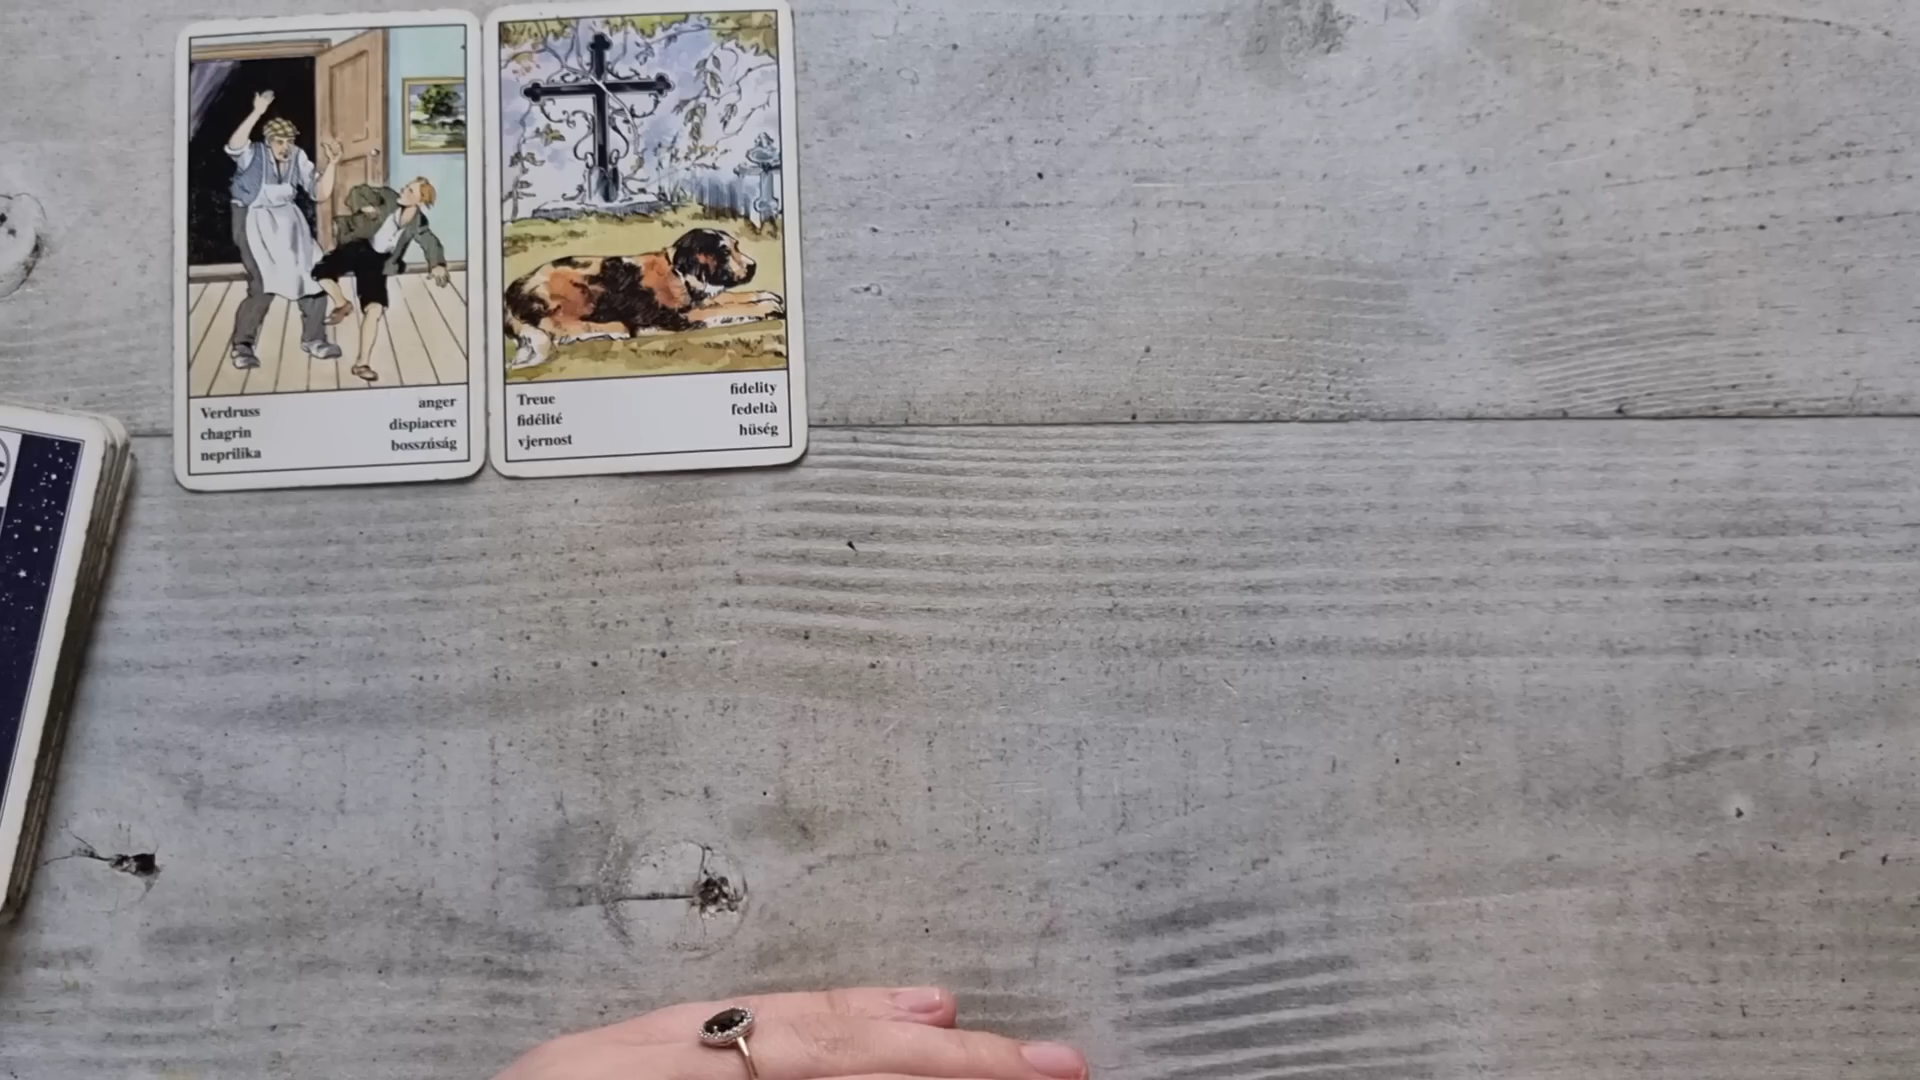 Verdruss
chagrin
neprilika
anger
dispiacere
bosszúság
Treue
fidélité
vjernost
fidelity
fedeltà
hüség